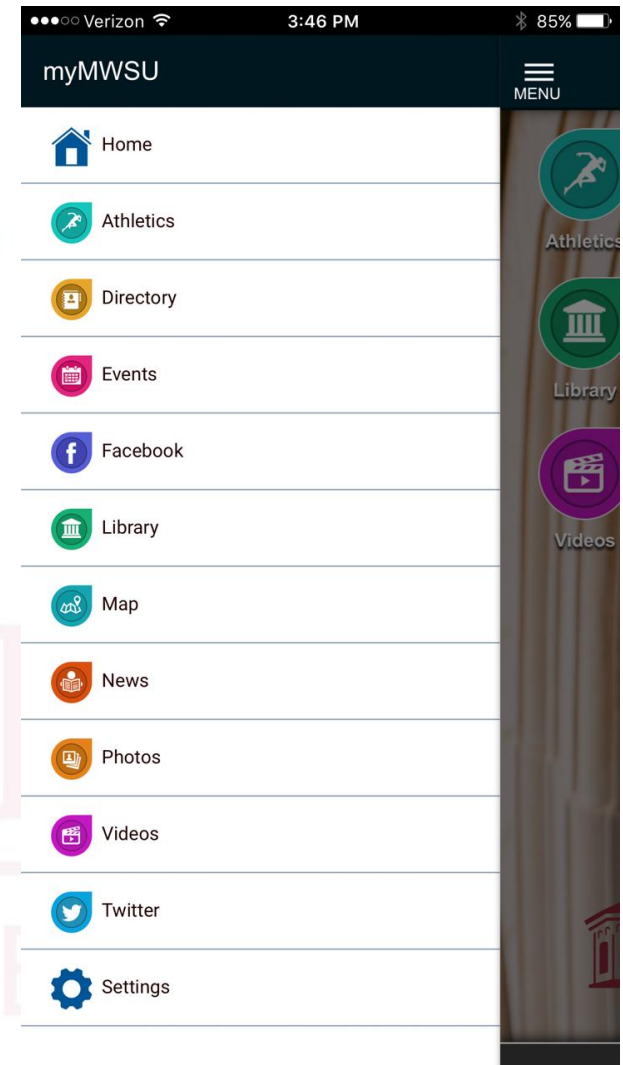 Verizon 3:46 PM 85%
myMWSU
MENU
Home
Athletics
Directory
Events
Facebook
Library
Map
News
Photos
Videos
Twitter
Settings
Athletics
Library
Videos